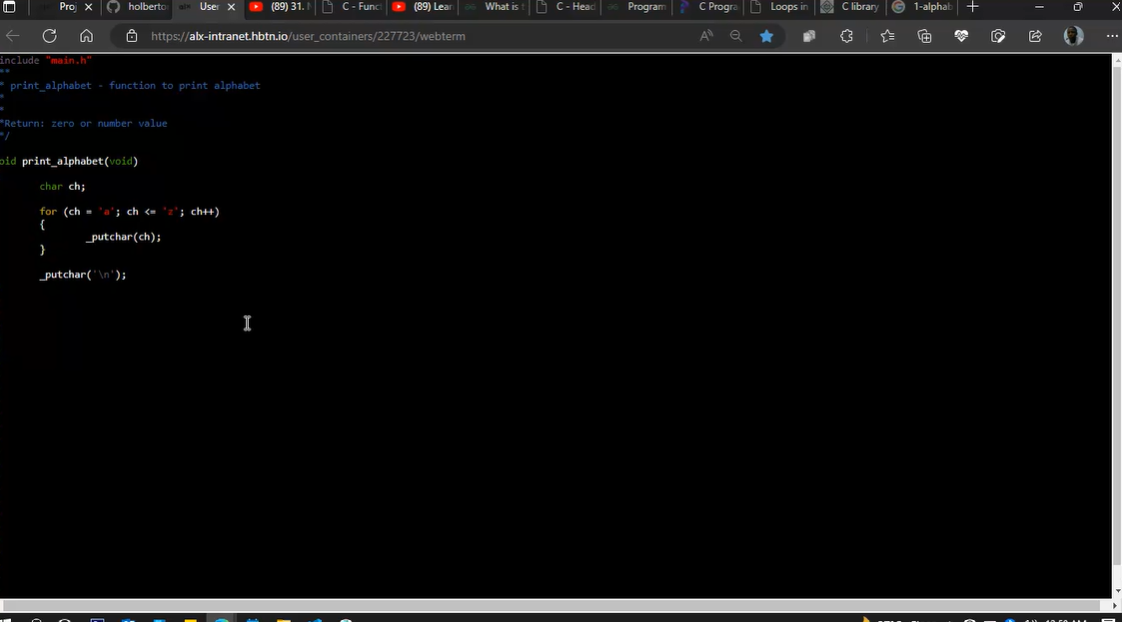 Proj
holberto
User
(89) 31. M
C - Funct
(89) Lear
What is
C - Head
Program
C Progra
Loops in
C library
1-alphab
https://alx-intranet.hbtn.io/user_containers/227723/webterm
include "main.h"
**
* print_alphabet - function to print alphabet
*
*
*Return: zero or number value
*/
oid print_alphabet(void)
char ch;
for (ch = 'a'; ch <= 'z'; ch++)
{
_putchar(ch);
}
_putchar('\n');